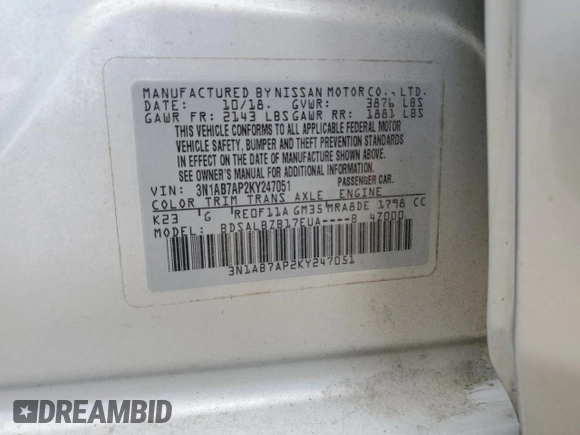 MANUFACTURED BY NISSAN MOTOR CO., LTD.
DATE: 10/18. GVWR: 3876 LBS
GAWR FR: 2143 LBS GAWR RR: 1881 LBS
THIS VEHICLE CONFORMS TO ALL APPLICABLE FEDERAL MOTOR
VEHICLE SAFETY, BUMPER AND THEFT PREVENTION STANDARDS
IN EFFECT ON THE DATE OF MANUFACTURE SHOWN ABOVE.
SEE OWNER'S MANUAL FOR ADDITIONAL INFORMATION.
VIN: 3N1AB7AP2KY247051 PASSENGER CAR.
COLOR TRIM TRANS AXLE ENGINE
K23 G RE0F11A GM35 MRA8DE 1798 CC
MODEL: BDSALBZB17EUA----B 47000
3N1AB7AP2KY247051
DREAMBID